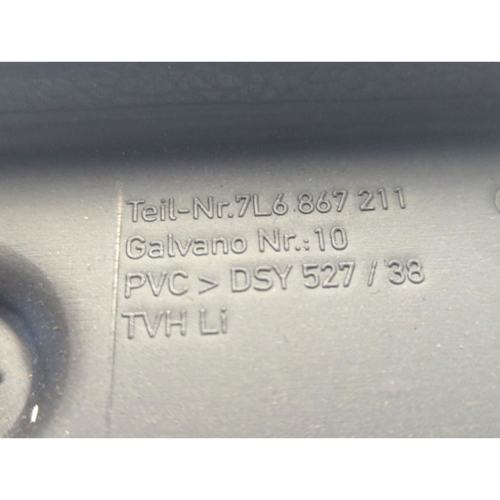 Teil-Nr.7L6 867 211
Galvano Nr.:10
PVC > DSY 527 / 38
TVH Li